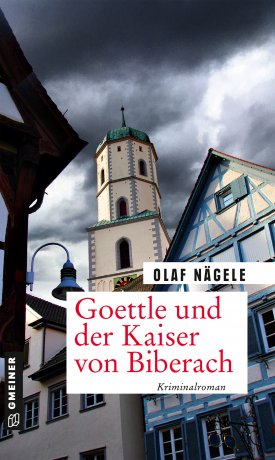 OLAF NÄGELE
Goettle und
der Kaiser
von Biberach
Kriminalroman
GMEINER